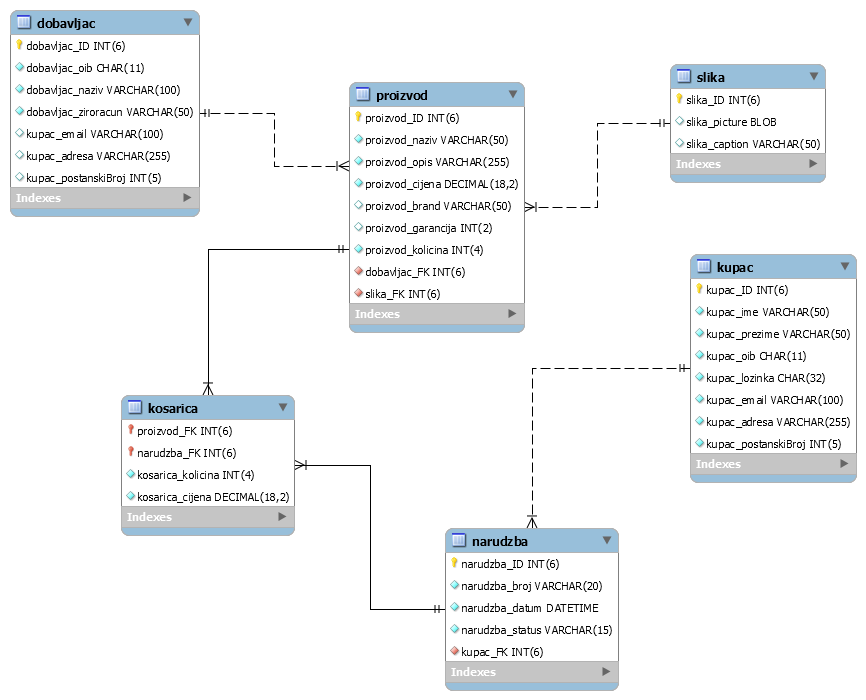 dobavljac
dobavljac_ID INT(6)
dobavljac_oib CHAR(11)
dobavljac_naziv VARCHAR(100)
dobavljac_ziroracun VARCHAR(50)
kupac_email VARCHAR(100)
kupac_adresa VARCHAR(255)
kupac_postanskiBroj INT(5)
Indexes
proizvod
proizvod_ID INT(6)
proizvod_naziv VARCHAR(50)
proizvod_opis VARCHAR(255)
proizvod_cijena DECIMAL(18,2)
proizvod_brand VARCHAR(50)
proizvod_garancija INT(2)
proizvod_kolicina INT(4)
dobavljac_FK INT(6)
slika_FK INT(6)
Indexes
slika
slika_ID INT(6)
slika_picture BLOB
slika_caption VARCHAR(50)
Indexes
kupac
kupac_ID INT(6)
kupac_ime VARCHAR(50)
kupac_prezime VARCHAR(50)
kupac_oib CHAR(11)
kupac_lozinka CHAR(32)
kupac_email VARCHAR(100)
kupac_adresa VARCHAR(255)
kupac_postanskiBroj INT(5)
Indexes
kosarica
proizvod_FK INT(6)
narudzba_FK INT(6)
kosarica_kolicina INT(4)
kosarica_cijena DECIMAL(18,2)
Indexes
narudzba
narudzba_ID INT(6)
narudzba_broj VARCHAR(20)
narudzba_datum DATETIME
narudzba_status VARCHAR(15)
kupac_FK INT(6)
Indexes